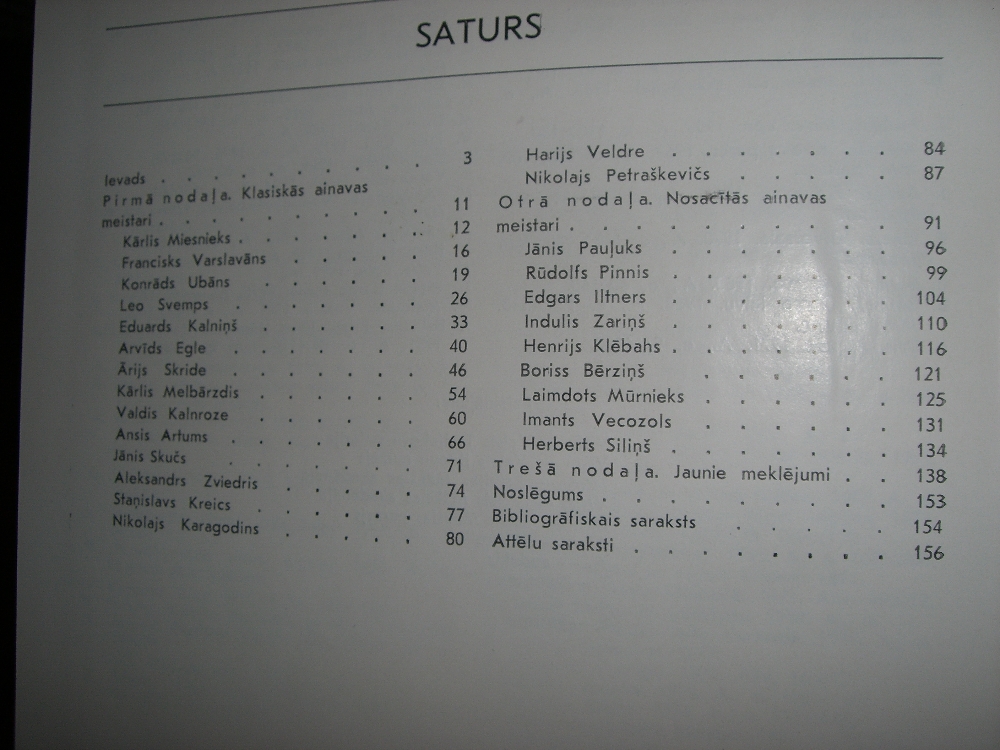 SATURS
Ievads . . . . . . . . . . 3
Pirmā nodaļa. Klasiskās ainavas
meistari . . . . . . . . . . 11
Kārlis Miesnieks . . . . . . . 12
Francisks Varslavāns . . . . . 16
Konrāds Ubāns . . . . . . 19
Leo Svemps . . . . . . . 26
Eduards Kalniņš . . . . . . 33
Arvīds Egle . . . . . . . 40
Ārijs Skride . . . . . . . 46
Kārlis Melbārzdis . . . . . . 54
Valdis Kalnroze . . . . . . 60
Ansis Artums . . . . . . . 66
Jānis Skučs . . . . . . . 71
Aleksandrs Zviedris . . . . . 74
Staņislavs Kreics . . . . . . 77
Nikolajs Karagodins . . . . . 80
Harijs Veldre . . . . . . . 84
Nikolajs Petraškevičs . . . . . 87
Otrā nodaļa. Nosacītās ainavas
meistari . . . . . . . . . . 91
Jānis Pauļuks . . . . . . . 96
Rūdolfs Pinnis . . . . . . . 99
Edgars Iltners . . . . . . . 104
Indulis Zariņš . . . . . . . 110
Henrijs Klēbahs . . . . . . . 116
Boriss Bērziņš . . . . . . 121
Laimdots Mūrnieks . . . . . . 125
Imants Vecozols . . . . . . 131
Herberts Siliņš . . . . . . . 134
Trešā nodaļa. Jaunie meklējumi . . 138
Noslēgums . . . . . . . . . 153
Bibliogrāfiskais saraksts . . . . . 154
Attēlu saraksti . . . . . . . . 156